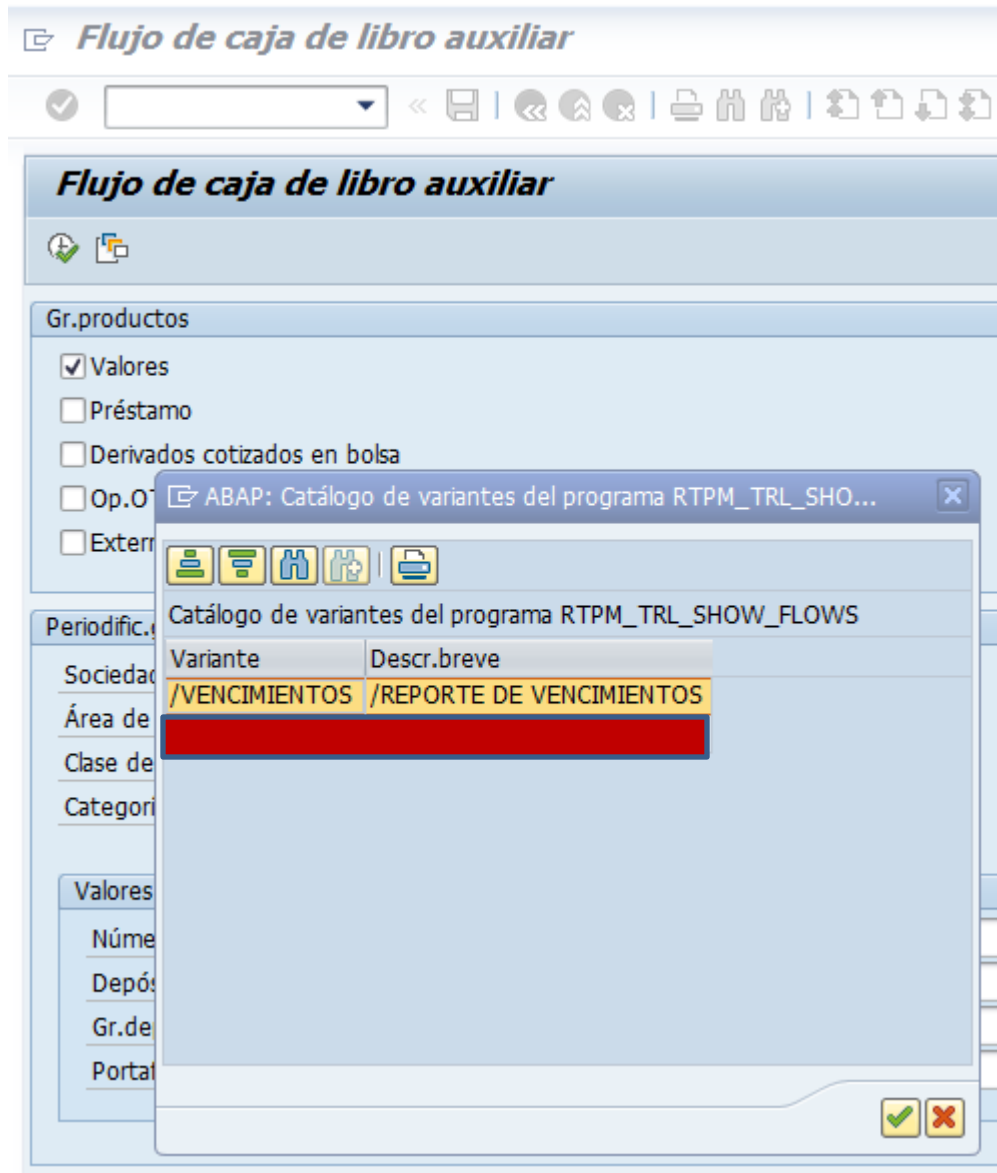 Flujo de caja de libro auxiliar
Flujo de caja de libro auxiliar
Gr.productos
Valores
Préstamo
Derivados cotizados en bolsa
ABAP: Catálogo de variantes del programa RTPM_TRL_SHO...
Catálogo de variantes del programa RTPM_TRL_SHOW_FLOWS
Variante Descr.breve
/VENCIMIENTOS /REPORTE DE VENCIMIENTOS
Periodific.
Área de
Clase de
Valores